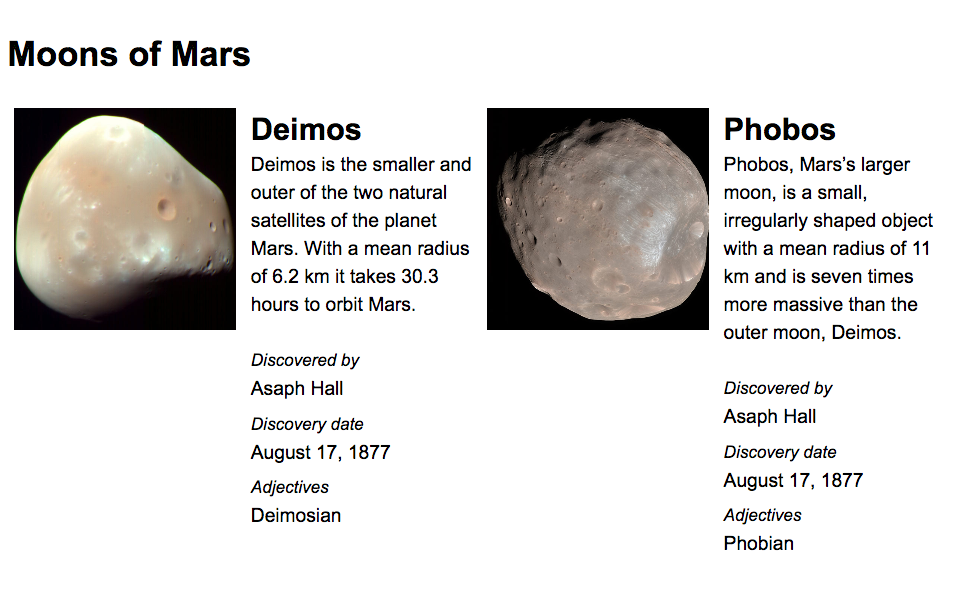 Moons of Mars
Deimos
Deimos is the smaller and
outer of the two natural
satellites of the planet
Mars. With a mean radius
of 6.2 km it takes 30.3
hours to orbit Mars.
Discovered by
Asaph Hall
Discovery date
August 17, 1877
Adjectives
Deimosian
Phobos
Phobos, Mars’s larger
moon, is a small,
irregularly shaped object
with a mean radius of 11
km and is seven times
more massive than the
outer moon, Deimos.
Discovered by
Asaph Hall
Discovery date
August 17, 1877
Adjectives
Phobian